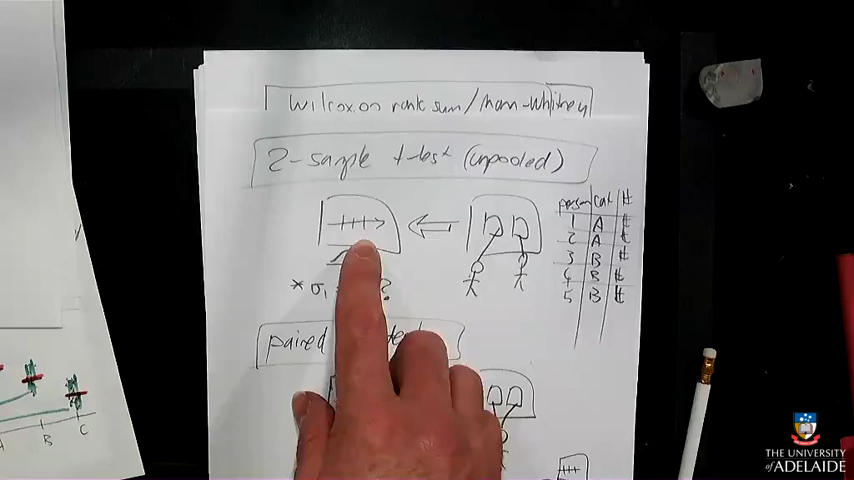 Wilcoxon rank sum/Mann-Whitney
2-sample t-test (unpooled)
person cat #
1 A #
2 A #
3 B #
4 B #
5 B #
* σ₁ ?
paired
B C
THE UNIVERSITY
of ADELAIDE